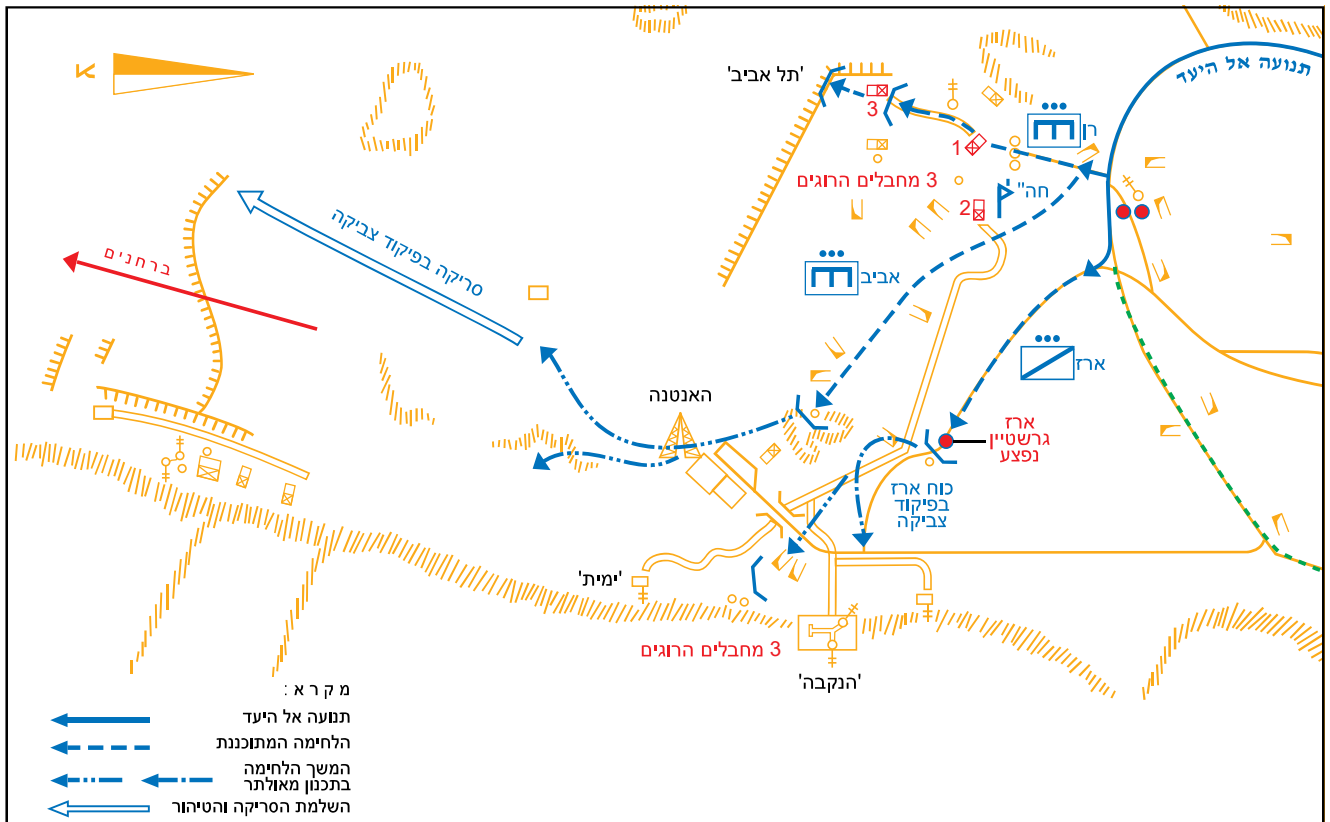 תנועה אל היעד
'תל אביב'
3
רן
1
3 מחבלים הרוגים
חה"
2
אביב
סריקה בפיקוד צביקה
ברחנים
ארז
האנטנה
ארז
גרשטיין
נפצע
כוח ארז
בפיקוד
צביקה
'ימית'
3 מחבלים הרוגים
'הנקבה'
מקרא:
תנועה אל היעד
הלחימה המתוכננת
המשך הלחימה
בתכנון מאולתר
השלמת הסריקה והטיהור